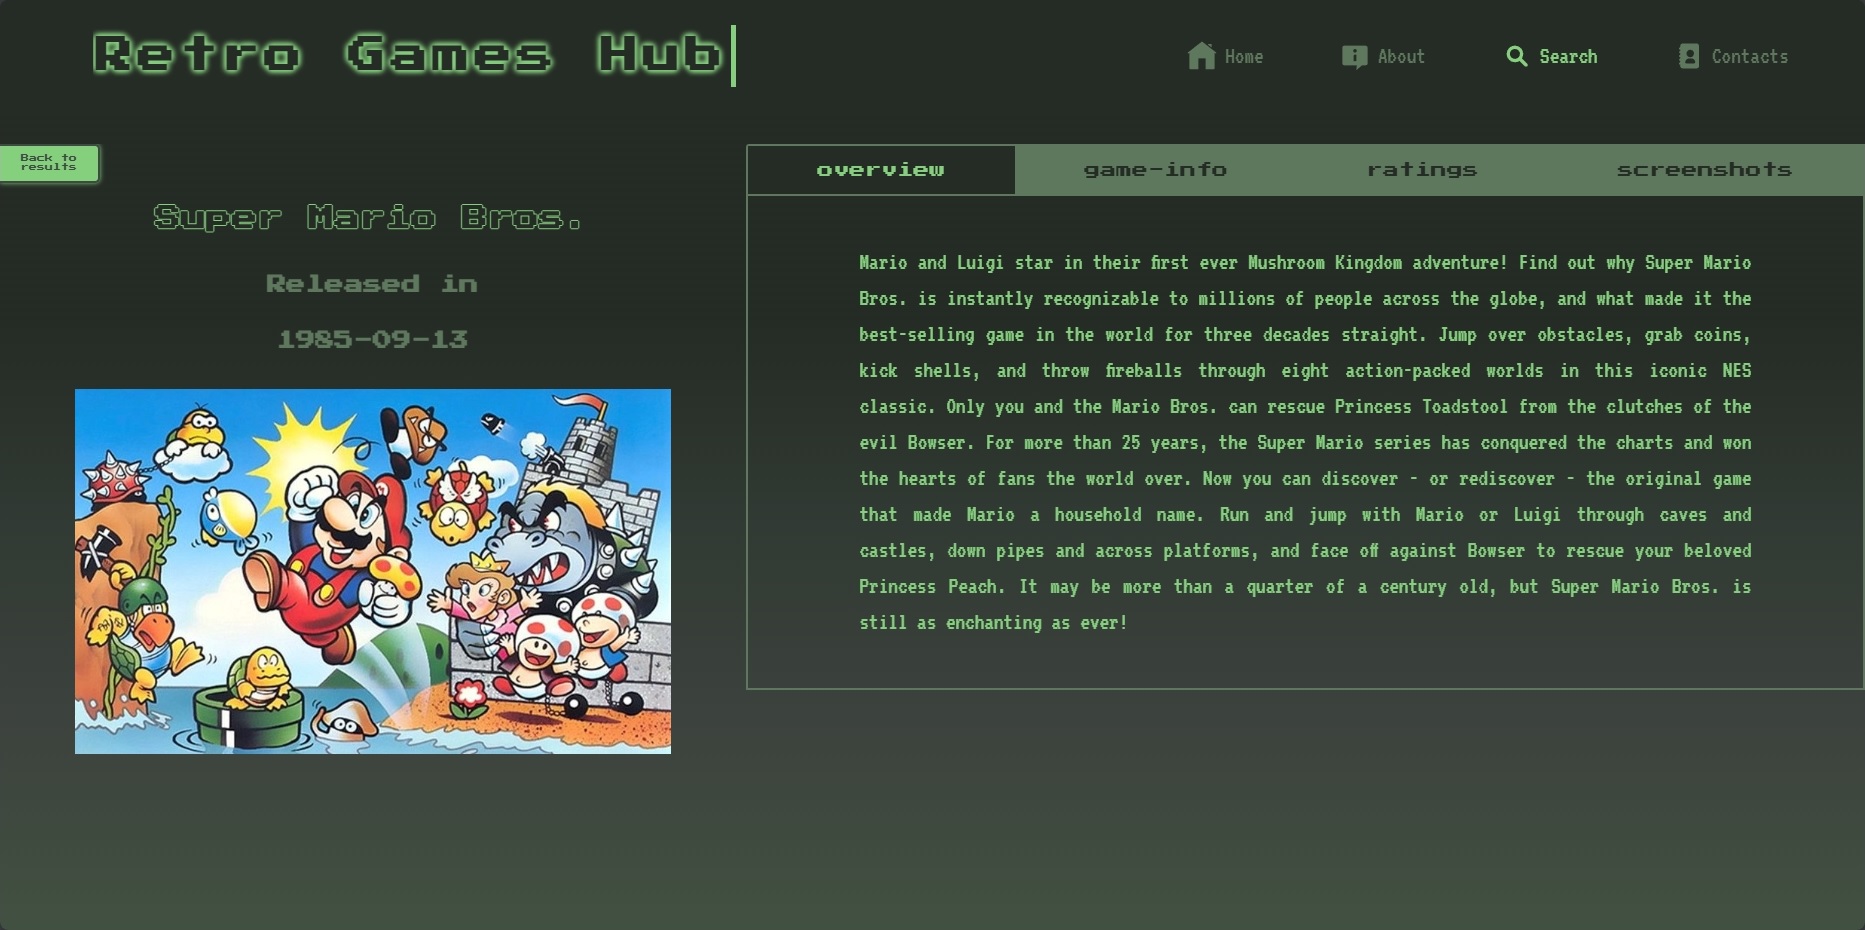 Retro Games Hub
Home
About
Search
Contacts
Back to
results
Super Mario Bros.
Released in
1985-09-13
overview
game-info
ratings
screenshots
Mario and Luigi star in their first ever Mushroom Kingdom adventure! Find out why Super Mario
Bros. is instantly recognizable to millions of people across the globe, and what made it the
best-selling game in the world for three decades straight. Jump over obstacles, grab coins,
kick shells, and throw fireballs through eight action-packed worlds in this iconic NES
classic. Only you and the Mario Bros. can rescue Princess Toadstool from the clutches of the
evil Bowser. For more than 25 years, the Super Mario series has conquered the charts and won
the hearts of fans the world over. Now you can discover - or rediscover - the original game
that made Mario a household name. Run and jump with Mario or Luigi through caves and
castles, down pipes and across platforms, and face off against Bowser to rescue your beloved
Princess Peach. It may be more than a quarter of a century old, but Super Mario Bros. is
still as enchanting as ever!